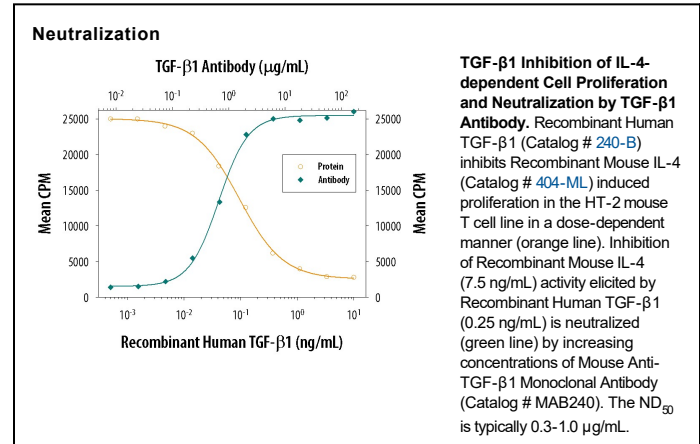 Neutralization
TGF-β1 Antibody (μg/mL)
10⁻² 10⁻¹ 10⁰ 10¹ 10²
25000 25000
20000 20000
15000 15000
10000 10000
5000 5000
0 0
Mean CPM
Mean CPM
Protein
Antibody
10⁻³ 10⁻² 10⁻¹ 10⁰ 10¹
Recombinant Human TGF-β1 (ng/mL)
TGF-β1 Inhibition of IL-4-
dependent Cell Proliferation
and Neutralization by TGF-β1
Antibody. Recombinant Human
TGF-β1 (Catalog # 240-B)
inhibits Recombinant Mouse IL-4
(Catalog # 404-ML) induced
proliferation in the HT-2 mouse
T cell line in a dose-dependent
manner (orange line). Inhibition
of Recombinant Mouse IL-4
(7.5 ng/mL) activity elicited by
Recombinant Human TGF-β1
(0.25 ng/mL) is neutralized
(green line) by increasing
concentrations of Mouse Anti-
TGF-β1 Monoclonal Antibody
(Catalog # MAB240). The ND₅₀
is typically 0.3-1.0 μg/mL.